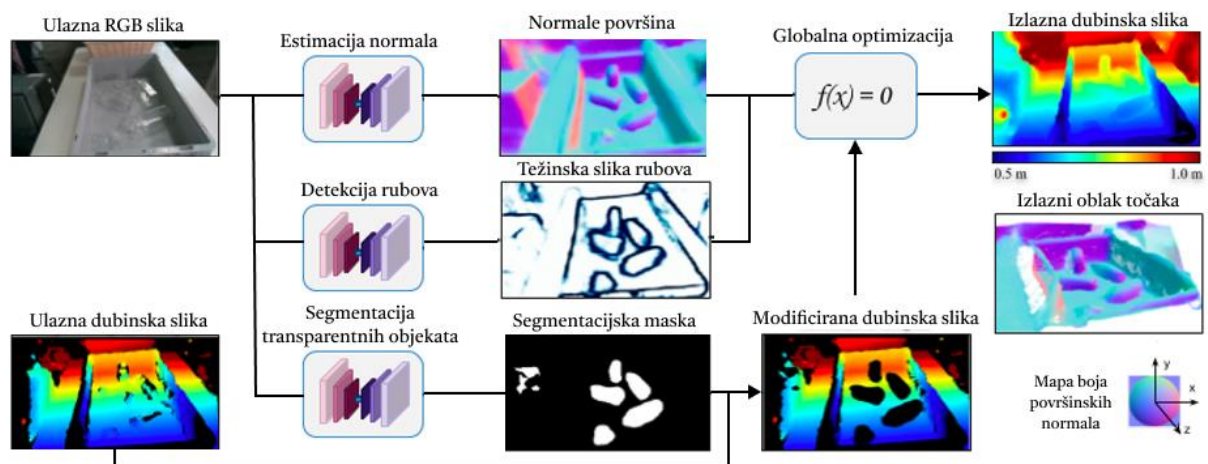 Ulazna RGB slika
Estimacija normala
Normale površina
Globalna optimizacija
f(x) = 0
Izlazna dubinska slika
0.5 m
1.0 m
Detekcija rubova
Težinska slika rubova
Izlazni oblak točaka
Ulazna dubinska slika
Segmentacija
transparentnih objekata
Segmentacijska maska
Modificirana dubinska slika
Mapa boja
površinskih
normala
y
x
z